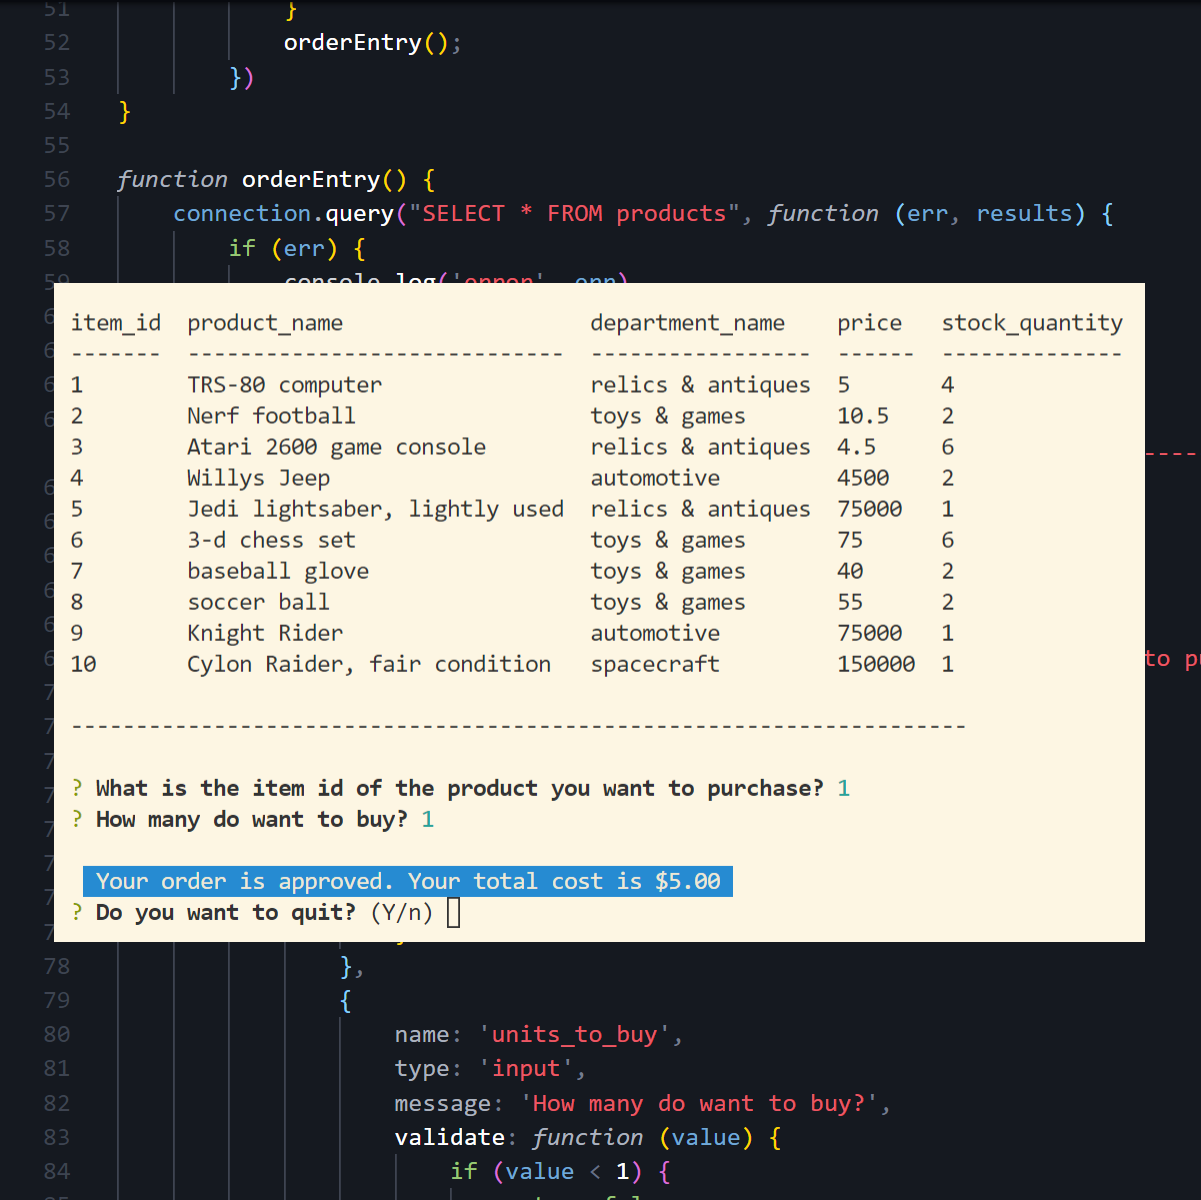 51 }
52 orderEntry();
53 })
54 }
55
56 function orderEntry() {
57 connection.query("SELECT * FROM products", function (err, results) {
58 if (err) {
59 console.log('error', err)
item_id product_name department_name price stock_quantity
------- ----------------------------- ----------------- ------ --------------
1 TRS-80 computer relics & antiques 5 4
2 Nerf football toys & games 10.5 2
3 Atari 2600 game console relics & antiques 4.5 6
4 Willys Jeep automotive 4500 2
5 Jedi lightsaber, lightly used relics & antiques 75000 1
6 3-d chess set toys & games 75 6
7 baseball glove toys & games 40 2
8 soccer ball toys & games 55 2
9 Knight Rider automotive 75000 1
10 Cylon Raider, fair condition spacecraft 150000 1
to p
---------------------------------------------------------------------
? What is the item id of the product you want to purchase? 1
? How many do want to buy? 1
Your order is approved. Your total cost is $5.00
? Do you want to quit? (Y/n)
78 },
79 {
80 name: 'units_to_buy',
81 type: 'input',
82 message: 'How many do want to buy?',
83 validate: function (value) {
84 if (value < 1) {